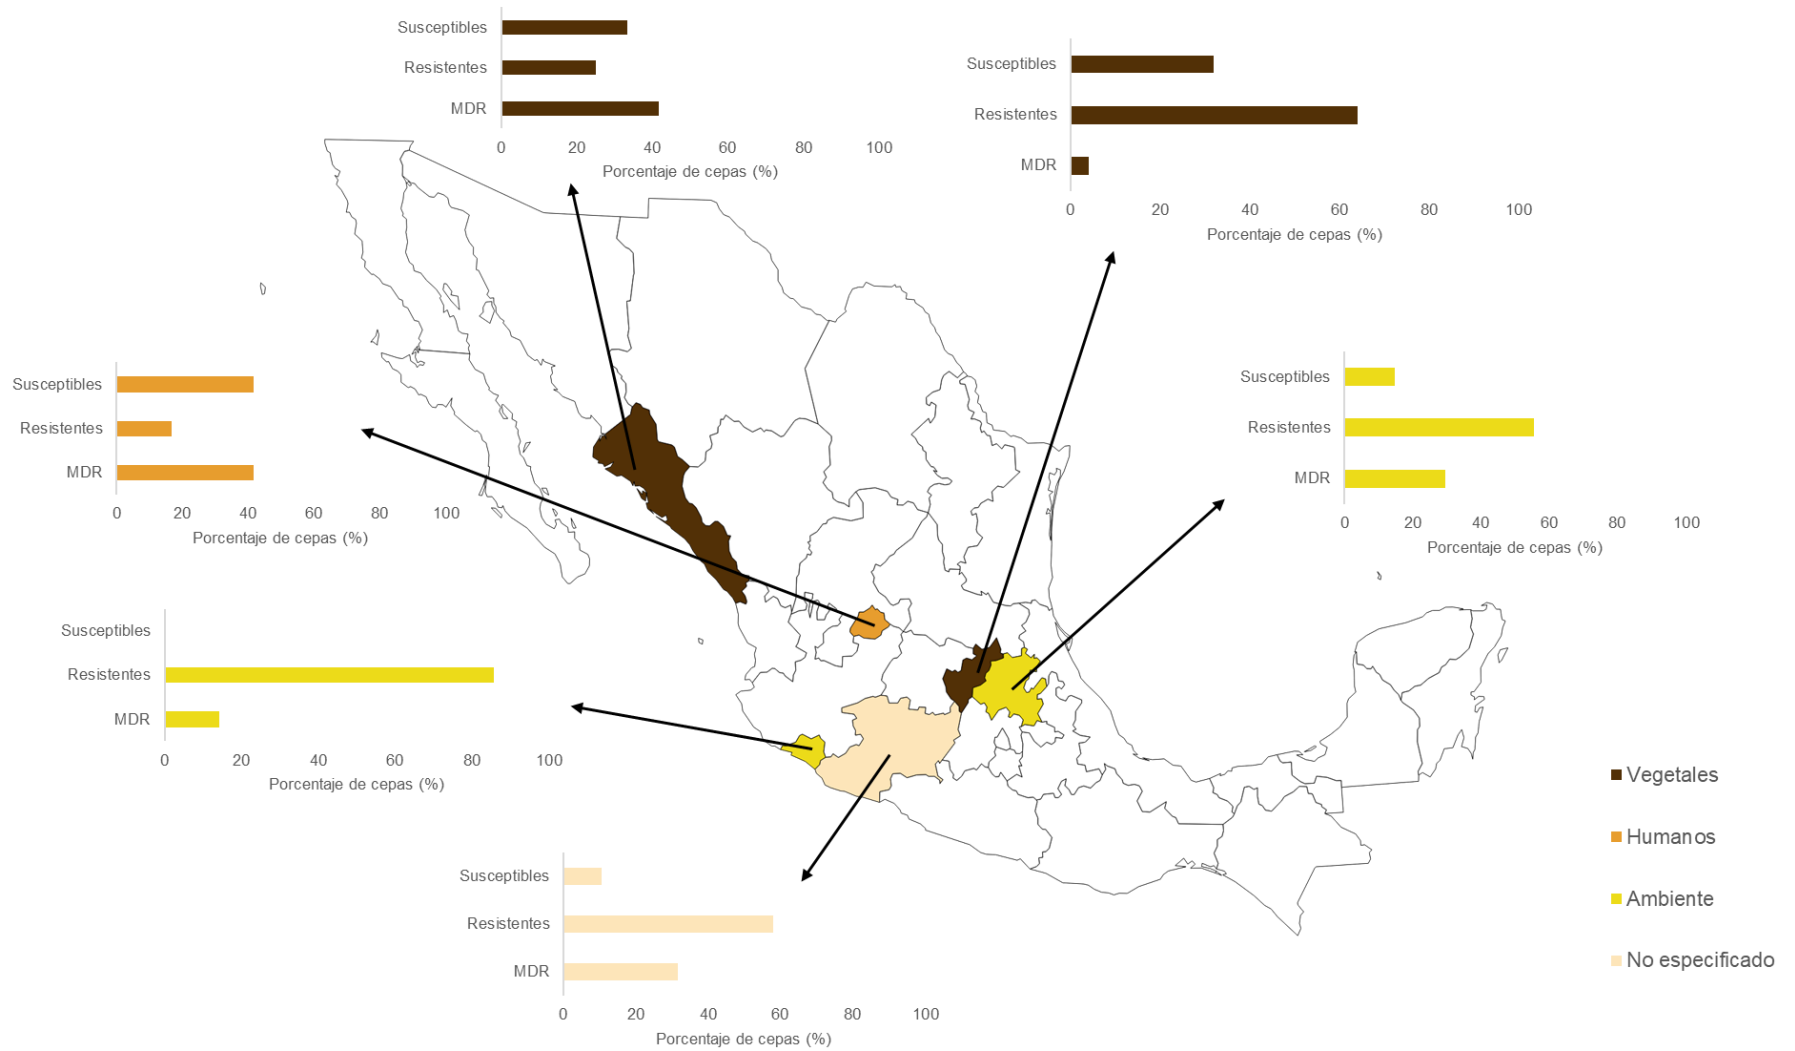 Susceptibles
Resistentes
MDR
0 20 40 60 80 100
Porcentaje de cepas (%)
Susceptibles
Resistentes
MDR
0 20 40 60 80 100
Porcentaje de cepas (%)
Susceptibles
Resistentes
MDR
0 20 40 60 80 100
Porcentaje de cepas (%)
Susceptibles
Resistentes
MDR
0 20 40 60 80 100
Porcentaje de cepas (%)
Susceptibles
Resistentes
MDR
0 20 40 60 80 100
Porcentaje de cepas (%)
Susceptibles
Resistentes
MDR
0 20 40 60 80 100
Porcentaje de cepas (%)
Vegetales
Humanos
Ambiente
No especificado